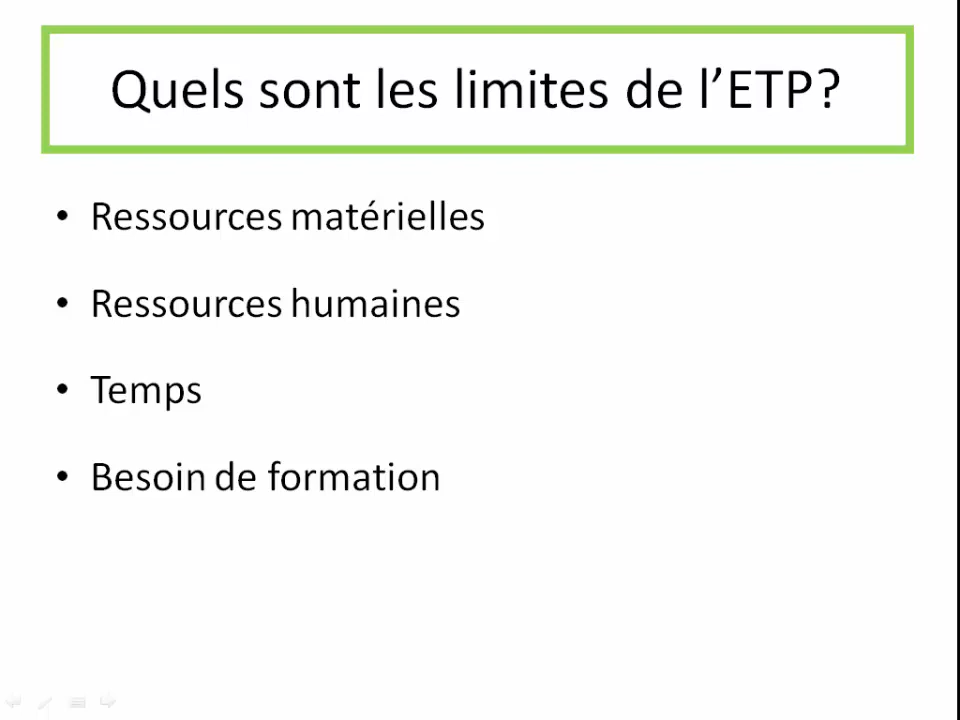 Quels sont les limites de l’ETP?
• Ressources matérielles
• Ressources humaines
• Temps
• Besoin de formation